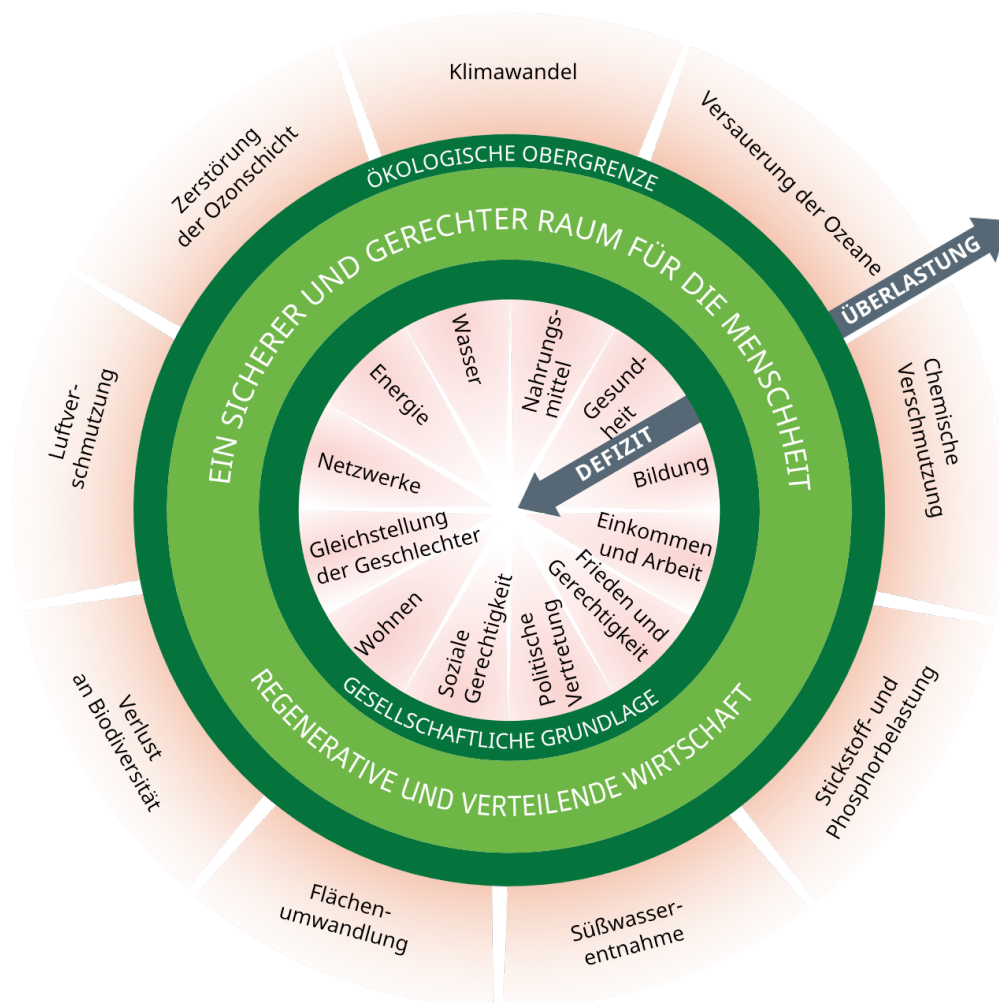 Klimawandel
Versauerung der Ozeane
ÜBERLASTUNG
Chemische
Verschmutzung
Stickstoff- und
Phosphorbelastung
Süßwasser-
entnahme
Flächen-
umwandlung
Verlust
an Biodiversität
Luftver-
schmutzung
Zerstörung
der Ozonschicht
ÖKOLOGISCHE OBERGRENZE
EIN SICHERER UND GERECHTER RAUM FÜR DIE MENSCHHEIT
Wasser
Nahrungs-
mittel
Gesund-
heit
DEFIZIT
Bildung
Einkommen
und Arbeit
Frieden und
Gerechtigkeit
Politische
Vertretung
Soziale
Gerechtigkeit
Wohnen
Gleichstellung
der Geschlechter
Netzwerke
Energie
GESELLSCHAFTLICHE GRUNDLAGE
REGENERATIVE UND VERTEILENDE WIRTSCHAFT